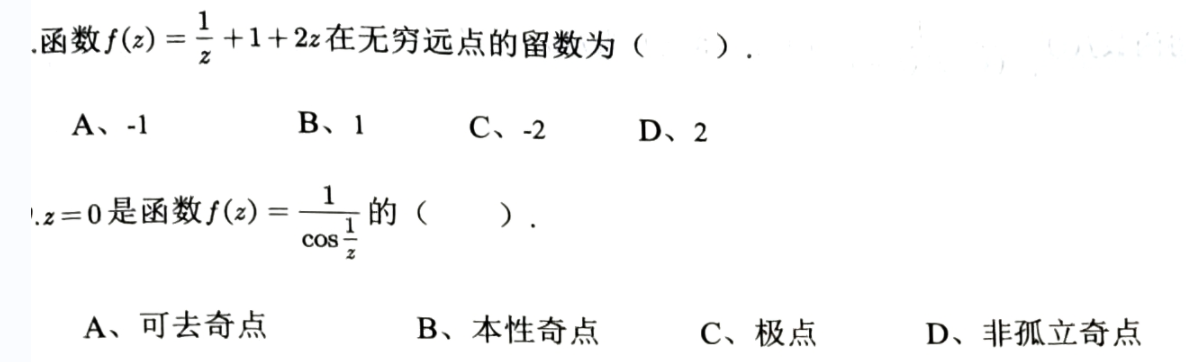 .函数f(z) = 1/z + 1 + 2z在无穷远点的留数为（　　）.
A、-1　B、1　C、-2　D、2
.z=0是函数f(z) = 1/(cos 1/z) 的（　　）.
A、可去奇点　B、本性奇点　C、极点　D、非孤立奇点